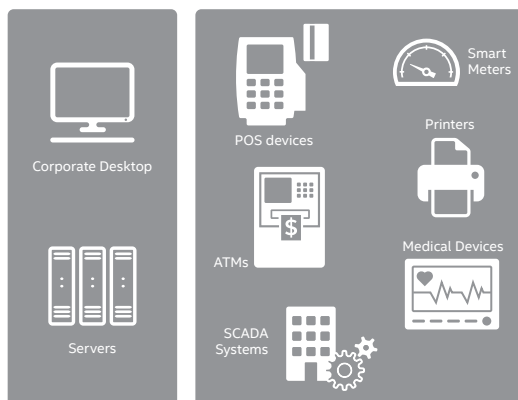 Corporate Desktop
Servers
POS devices
Smart
Meters
Printers
$
ATMs
Medical Devices
SCADA
Systems